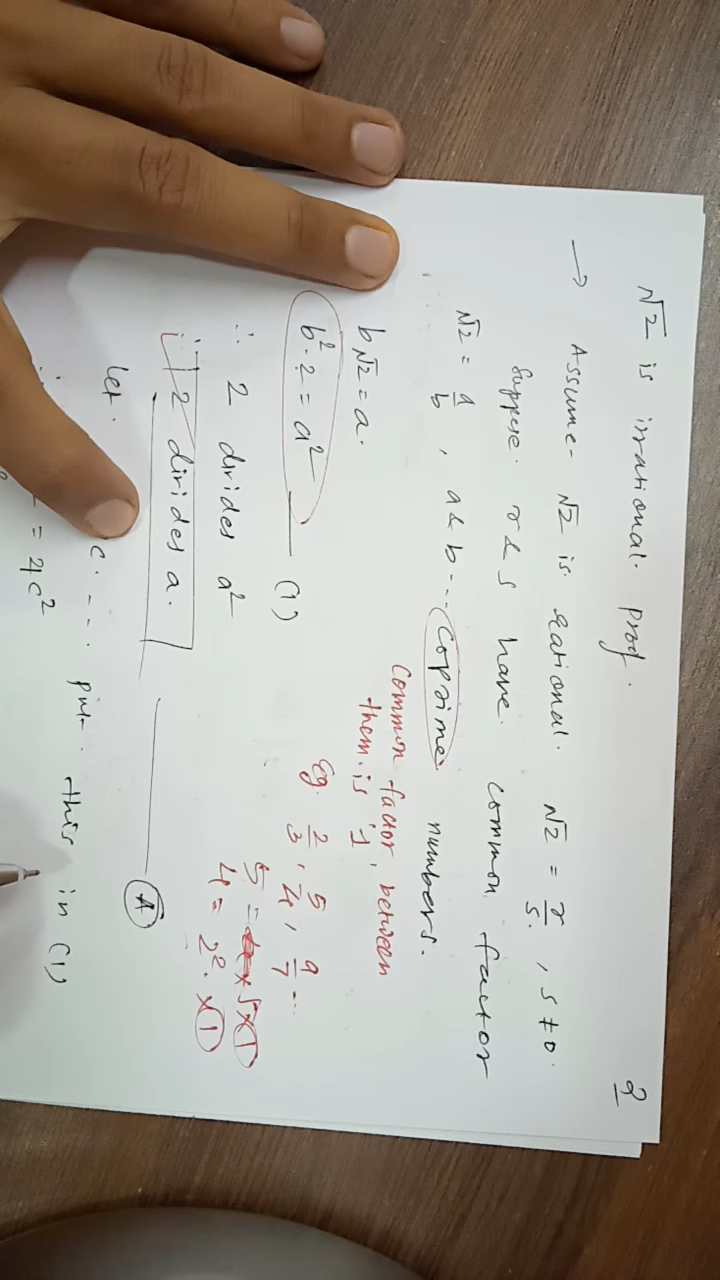 2
√2 is irrational. proof.
→ Assume - √2 is rational. √2 = r/s, s ≠ 0.
Suppose. r & s have common factor
√2 = a/b, a & b - - coprime numbers.
common factor, between
them is 1
b√2 = a.
eg. 2/3, 5/4, 9/7 ...
b². 2 = a² — (1)
5 = 5 × 1
∴ 2 divides a²
4 = 2². × 1
∴ 2 divides a. — A
let. c. - - - put this in (1)
∴ = 4c²